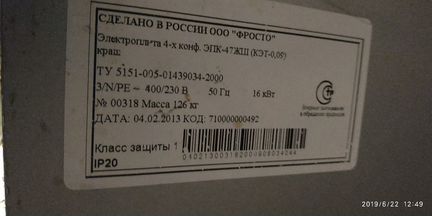 СДЕЛАНО В РОССИИ ООО "ФРОСТО"
Электроплита 4-х конф. ЭПК-47ЖШ (КЭТ-0,09)
краш.
ТУ 5151-005-01439034-2000
3/N/PE ~ 400/230 В 50 Гц 16 кВт
№ 00318 Масса 126 кг
ДАТА: 04.02.2013 КОД: 710000000492
Класс защиты 1
IP20
2019/6/22 12:49